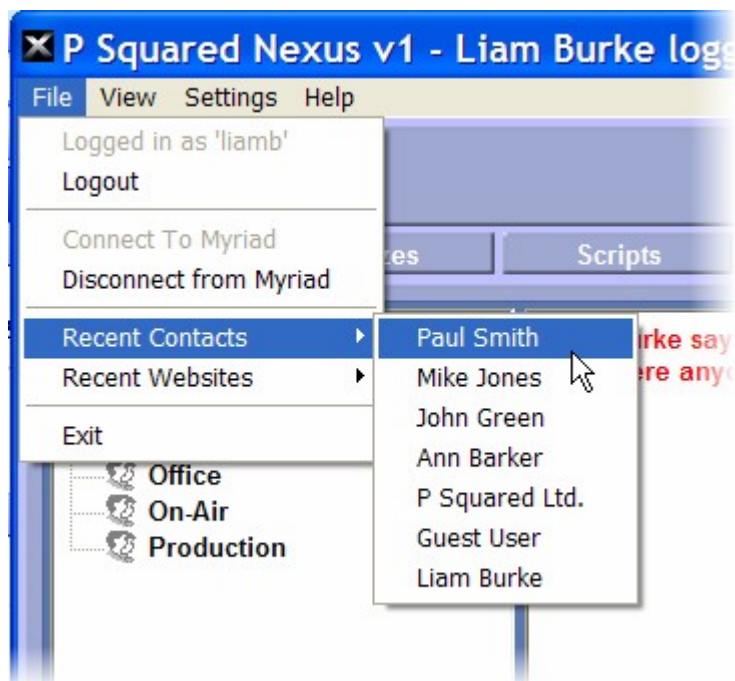 P Squared Nexus v1 - Liam Burke
File View Settings Help
Logged in as 'liamb'
Logout
Connect To Myriad
Disconnect from Myriad
Scripts
Recent Contacts
Recent Websites
Exit
Paul Smith
Mike Jones
John Green
Ann Barker
P Squared Ltd.
Guest User
Liam Burke
Office
On-Air
Production